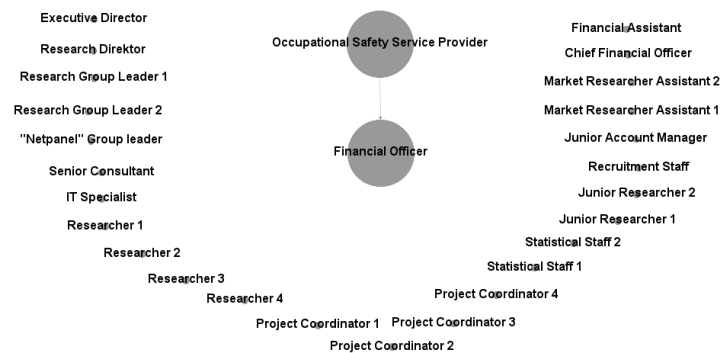 Executive Director
Research Direktor
Research Group Leader 1
Research Group Leader 2
"Netpanel" Group leader
Senior Consultant
IT Specialist
Researcher 1
Researcher 2
Researcher 3
Researcher 4
Project Coordinator 1
Project Coordinator 2
Project Coordinator 3
Project Coordinator 4
Statistical Staff 1
Statistical Staff 2
Junior Researcher 1
Junior Researcher 2
Recruitment Staff
Junior Account Manager
Market Researcher Assistant 1
Market Researcher Assistant 2
Chief Financial Officer
Financial Assistant
Occupational Safety Service Provider
Financial Officer